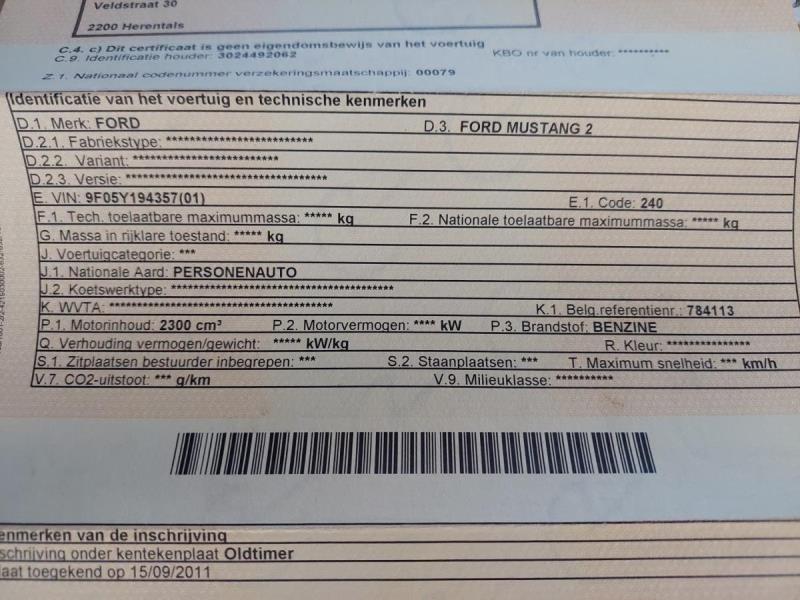 Veldstraat 30
2200 Herentals
C.4. c) Dit certificaat is geen eigendomsbewijs van het voertuig
C.9. Identificatie houder: 3024492062 KBO nr van houder: **********
Z.1. Nationaal codenummer verzekeringsmaatschappij: 00079
Identificatie van het voertuig en technische kenmerken
D.1. Merk: FORD D.3. FORD MUSTANG 2
D.2.1. Fabriekstype: *************************
D.2.2. Variant: *************************
D.2.3. Versie: ***********************************
E. VIN: 9F05Y194357(01) E.1. Code: 240
F.1. Tech. toelaatbare maximummassa: ***** kg F.2. Nationale toelaatbare maximummassa: ***** kg
G. Massa in rijklare toestand: ***** kg
J. Voertuigcategorie: ***
J.1. Nationale Aard: PERSONENAUTO
J.2. Koetswerktype: **************************************
K. WVTA: *************************************** K.1. Belg.referentienr.: 784113
P.1. Motorinhoud: 2300 cm³ P.2. Motorvermogen: **** kW P.3. Brandstof: BENZINE
Q. Verhouding vermogen/gewicht: ***** kW/kg R. Kleur: ***************
S.1. Zitplaatsen bestuurder inbegrepen: *** S.2. Staanplaatsen: *** T. Maximum snelheid: *** km/h
V.7. CO2-uitstoot: *** g/km V.9. Milieuklasse: **********
enmerken van de inschrijving
schrijving onder kentekenplaat Oldtimer
laat toegekend op 15/09/2011